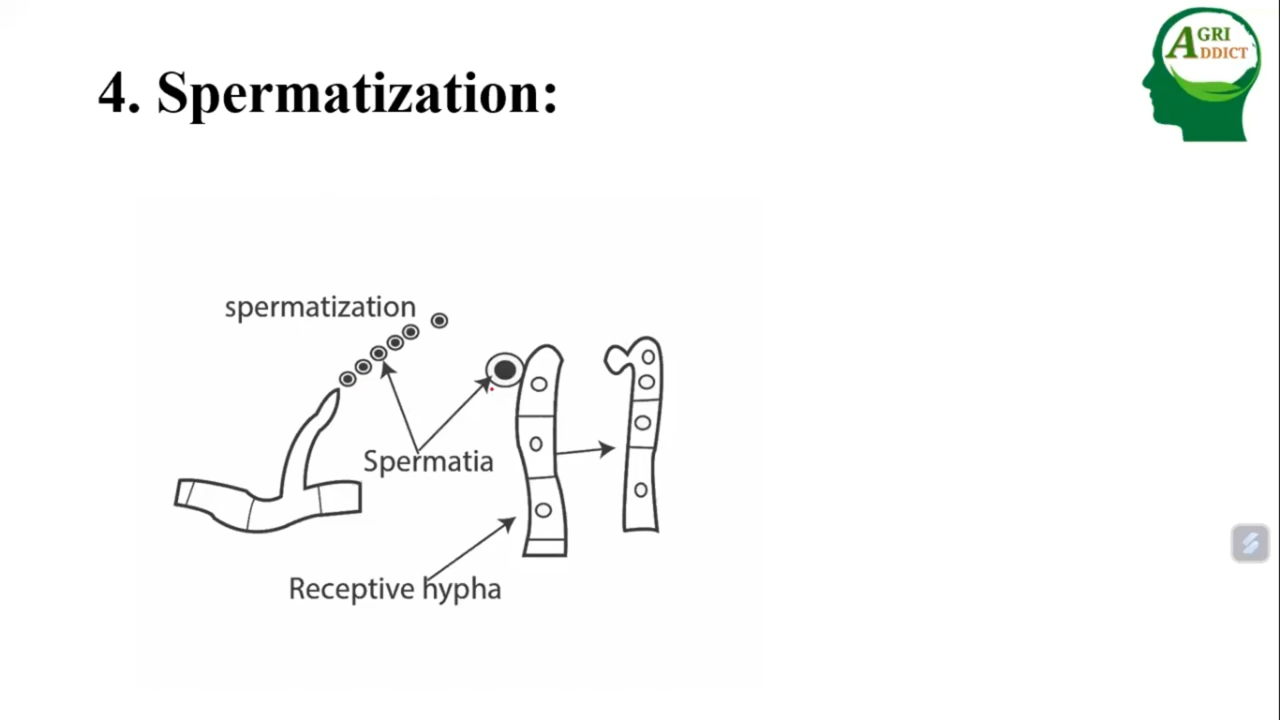 4. Spermatization:
AGRI
ADDICT
spermatization
Spermatia
Receptive hypha